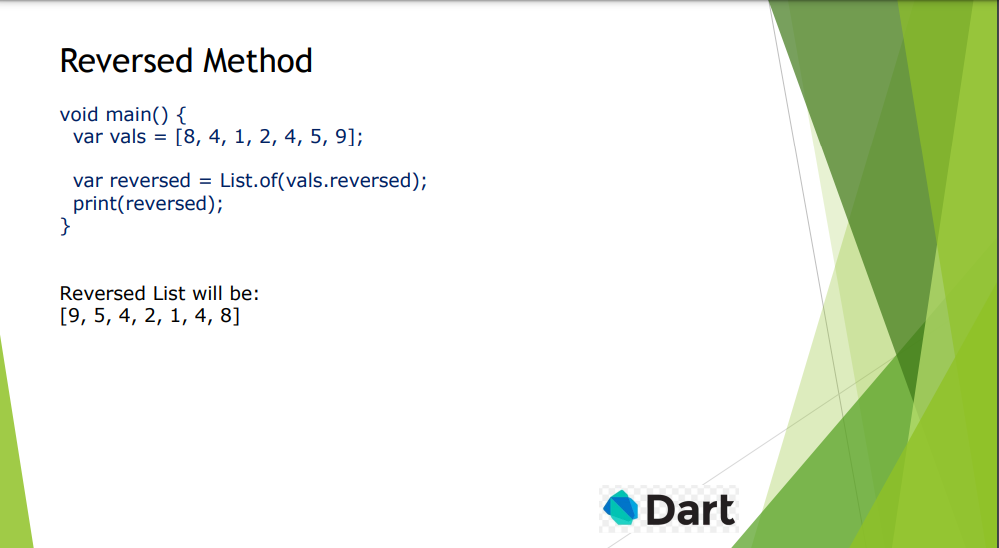 Reversed Method
void main() {
var vals = [8, 4, 1, 2, 4, 5, 9];
var reversed = List.of(vals.reversed);
print(reversed);
}
Reversed List will be:
[9, 5, 4, 2, 1, 4, 8]
Dart